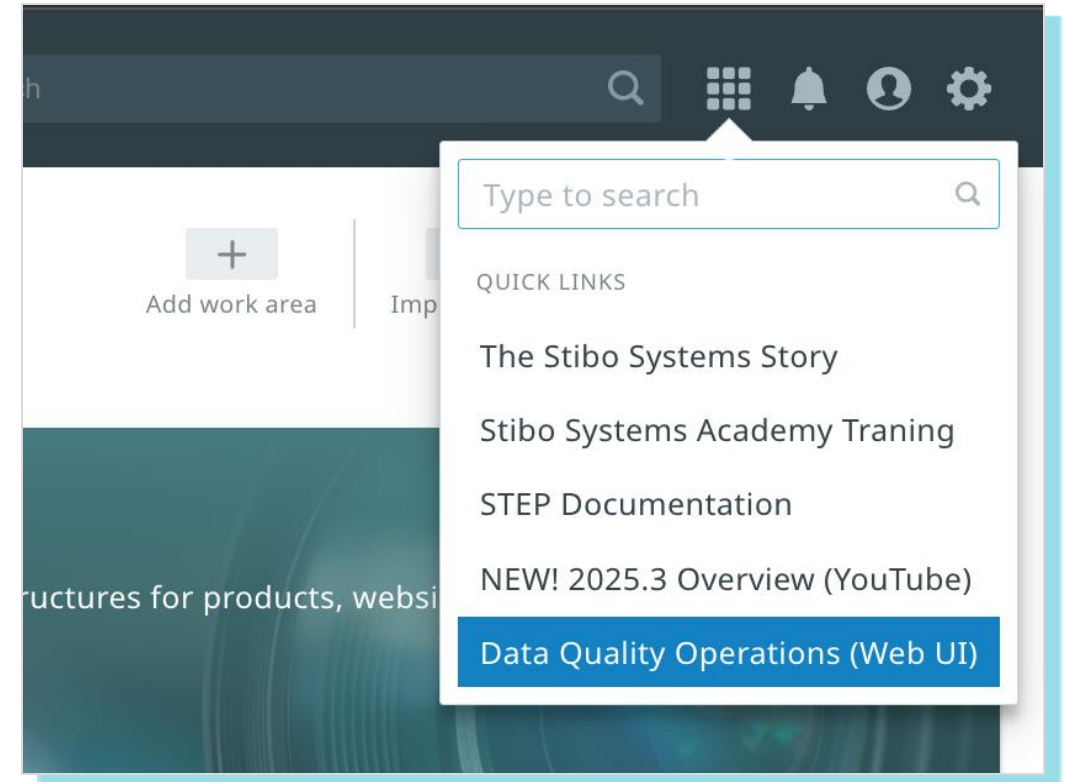 Type to search
QUICK LINKS
The Stibo Systems Story
Stibo Systems Academy Traning
STEP Documentation
NEW! 2025.3 Overview (YouTube)
Data Quality Operations (Web UI)
Add work area
Imp
ructures for products, websi